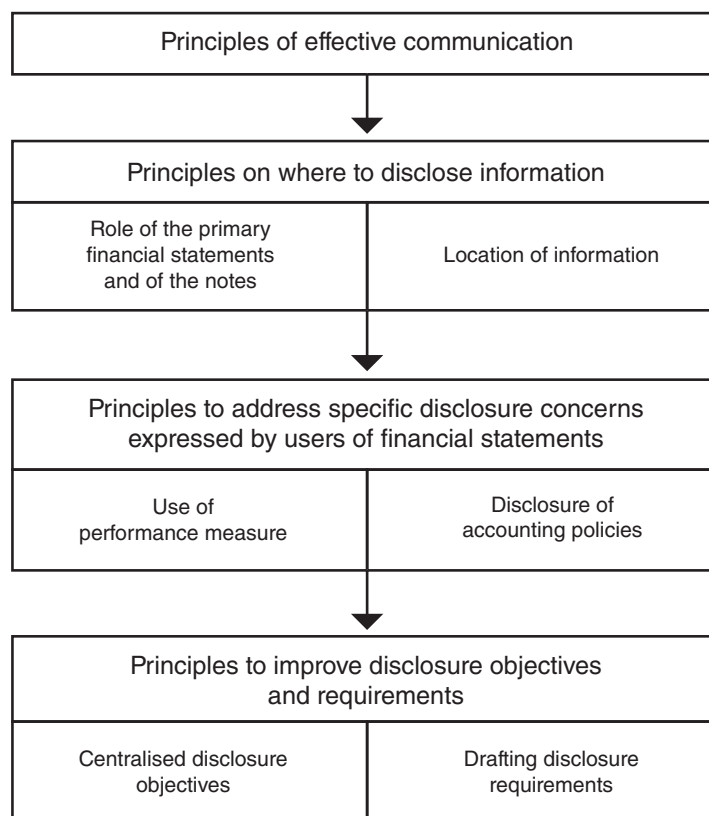 Principles of effective communication
Principles on where to disclose information
Role of the primary
financial statements
and of the notes
Location of information
Principles to address specific disclosure concerns
expressed by users of financial statements
Use of
performance measure
Disclosure of
accounting policies
Principles to improve disclosure objectives
and requirements
Centralised disclosure
objectives
Drafting disclosure
requirements